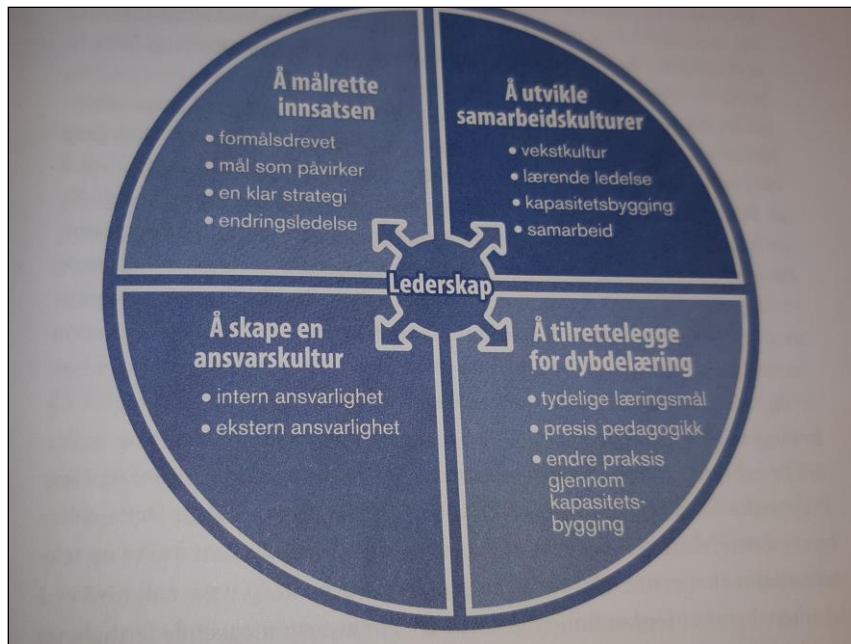 Å målrette
innsatsen
• formålsdrevet
• mål som påvirker
• en klar strategi
• endringsledelse
Å utvikle
samarbeidskulturer
• vekstkultur
• lærende ledelse
• kapasitetsbygging
• samarbeid
Lederskap
Å skape en
ansvarskultur
• intern ansvarlighet
• ekstern ansvarlighet
Å tilrettelegge
for dybdelæring
• tydelige læringsmål
• presis pedagogikk
• endre praksis
gjennom
kapasitets-
bygging